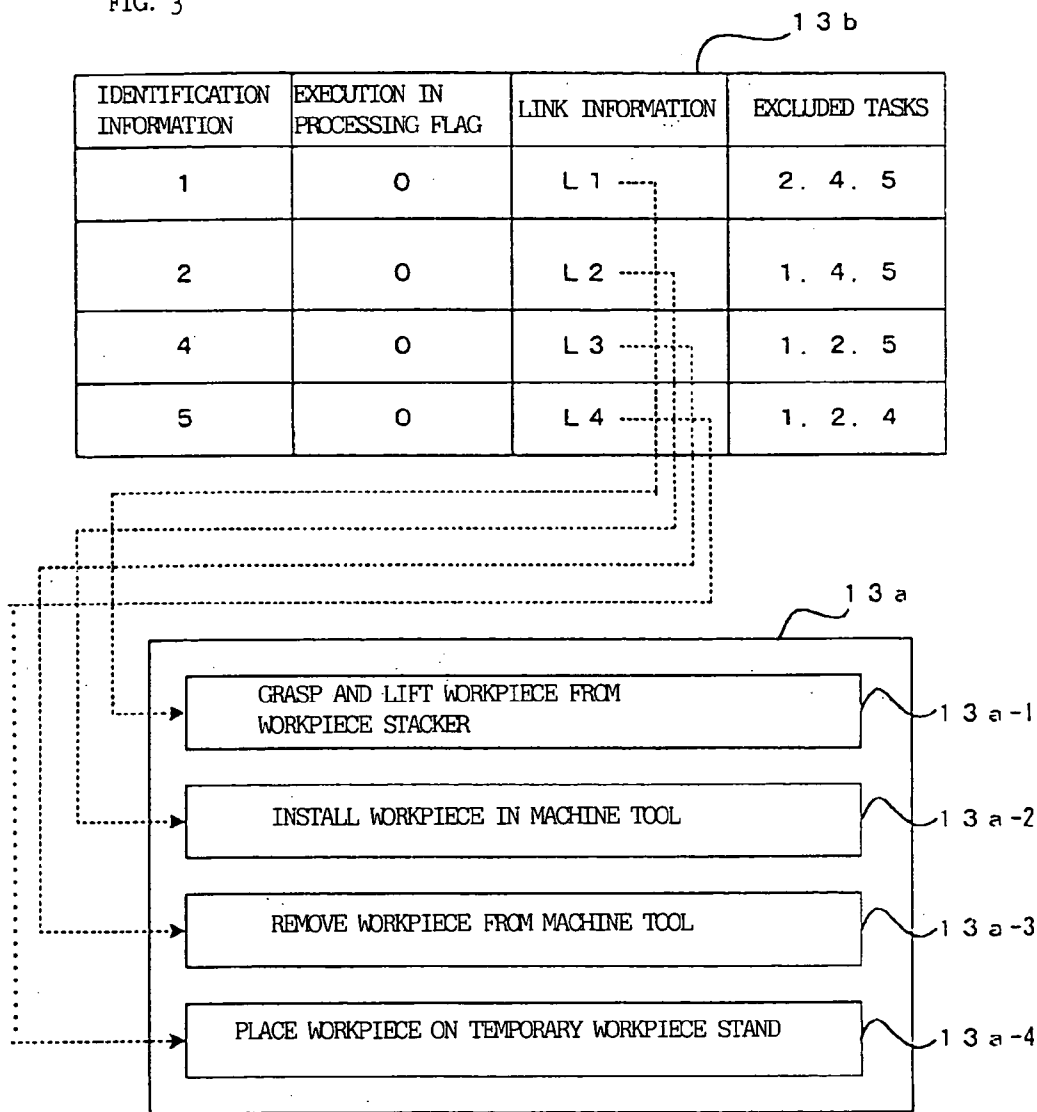 FIG. 3
13b
IDENTIFICATION INFORMATION EXECUTION IN PROCESSING FLAG LINK INFORMATION EXCLUDED TASKS
1 0 L1 2. 4. 5
2 0 L2 1. 4. 5
4 0 L3 1. 2. 5
5 0 L4 1. 2. 4
13a
GRASP AND LIFT WORKPIECE FROM
WORKPIECE STACKER
13a-1
INSTALL WORKPIECE IN MACHINE TOOL
13a-2
REMOVE WORKPIECE FROM MACHINE TOOL
13a-3
PLACE WORKPIECE ON TEMPORARY WORKPIECE STAND
13a-4